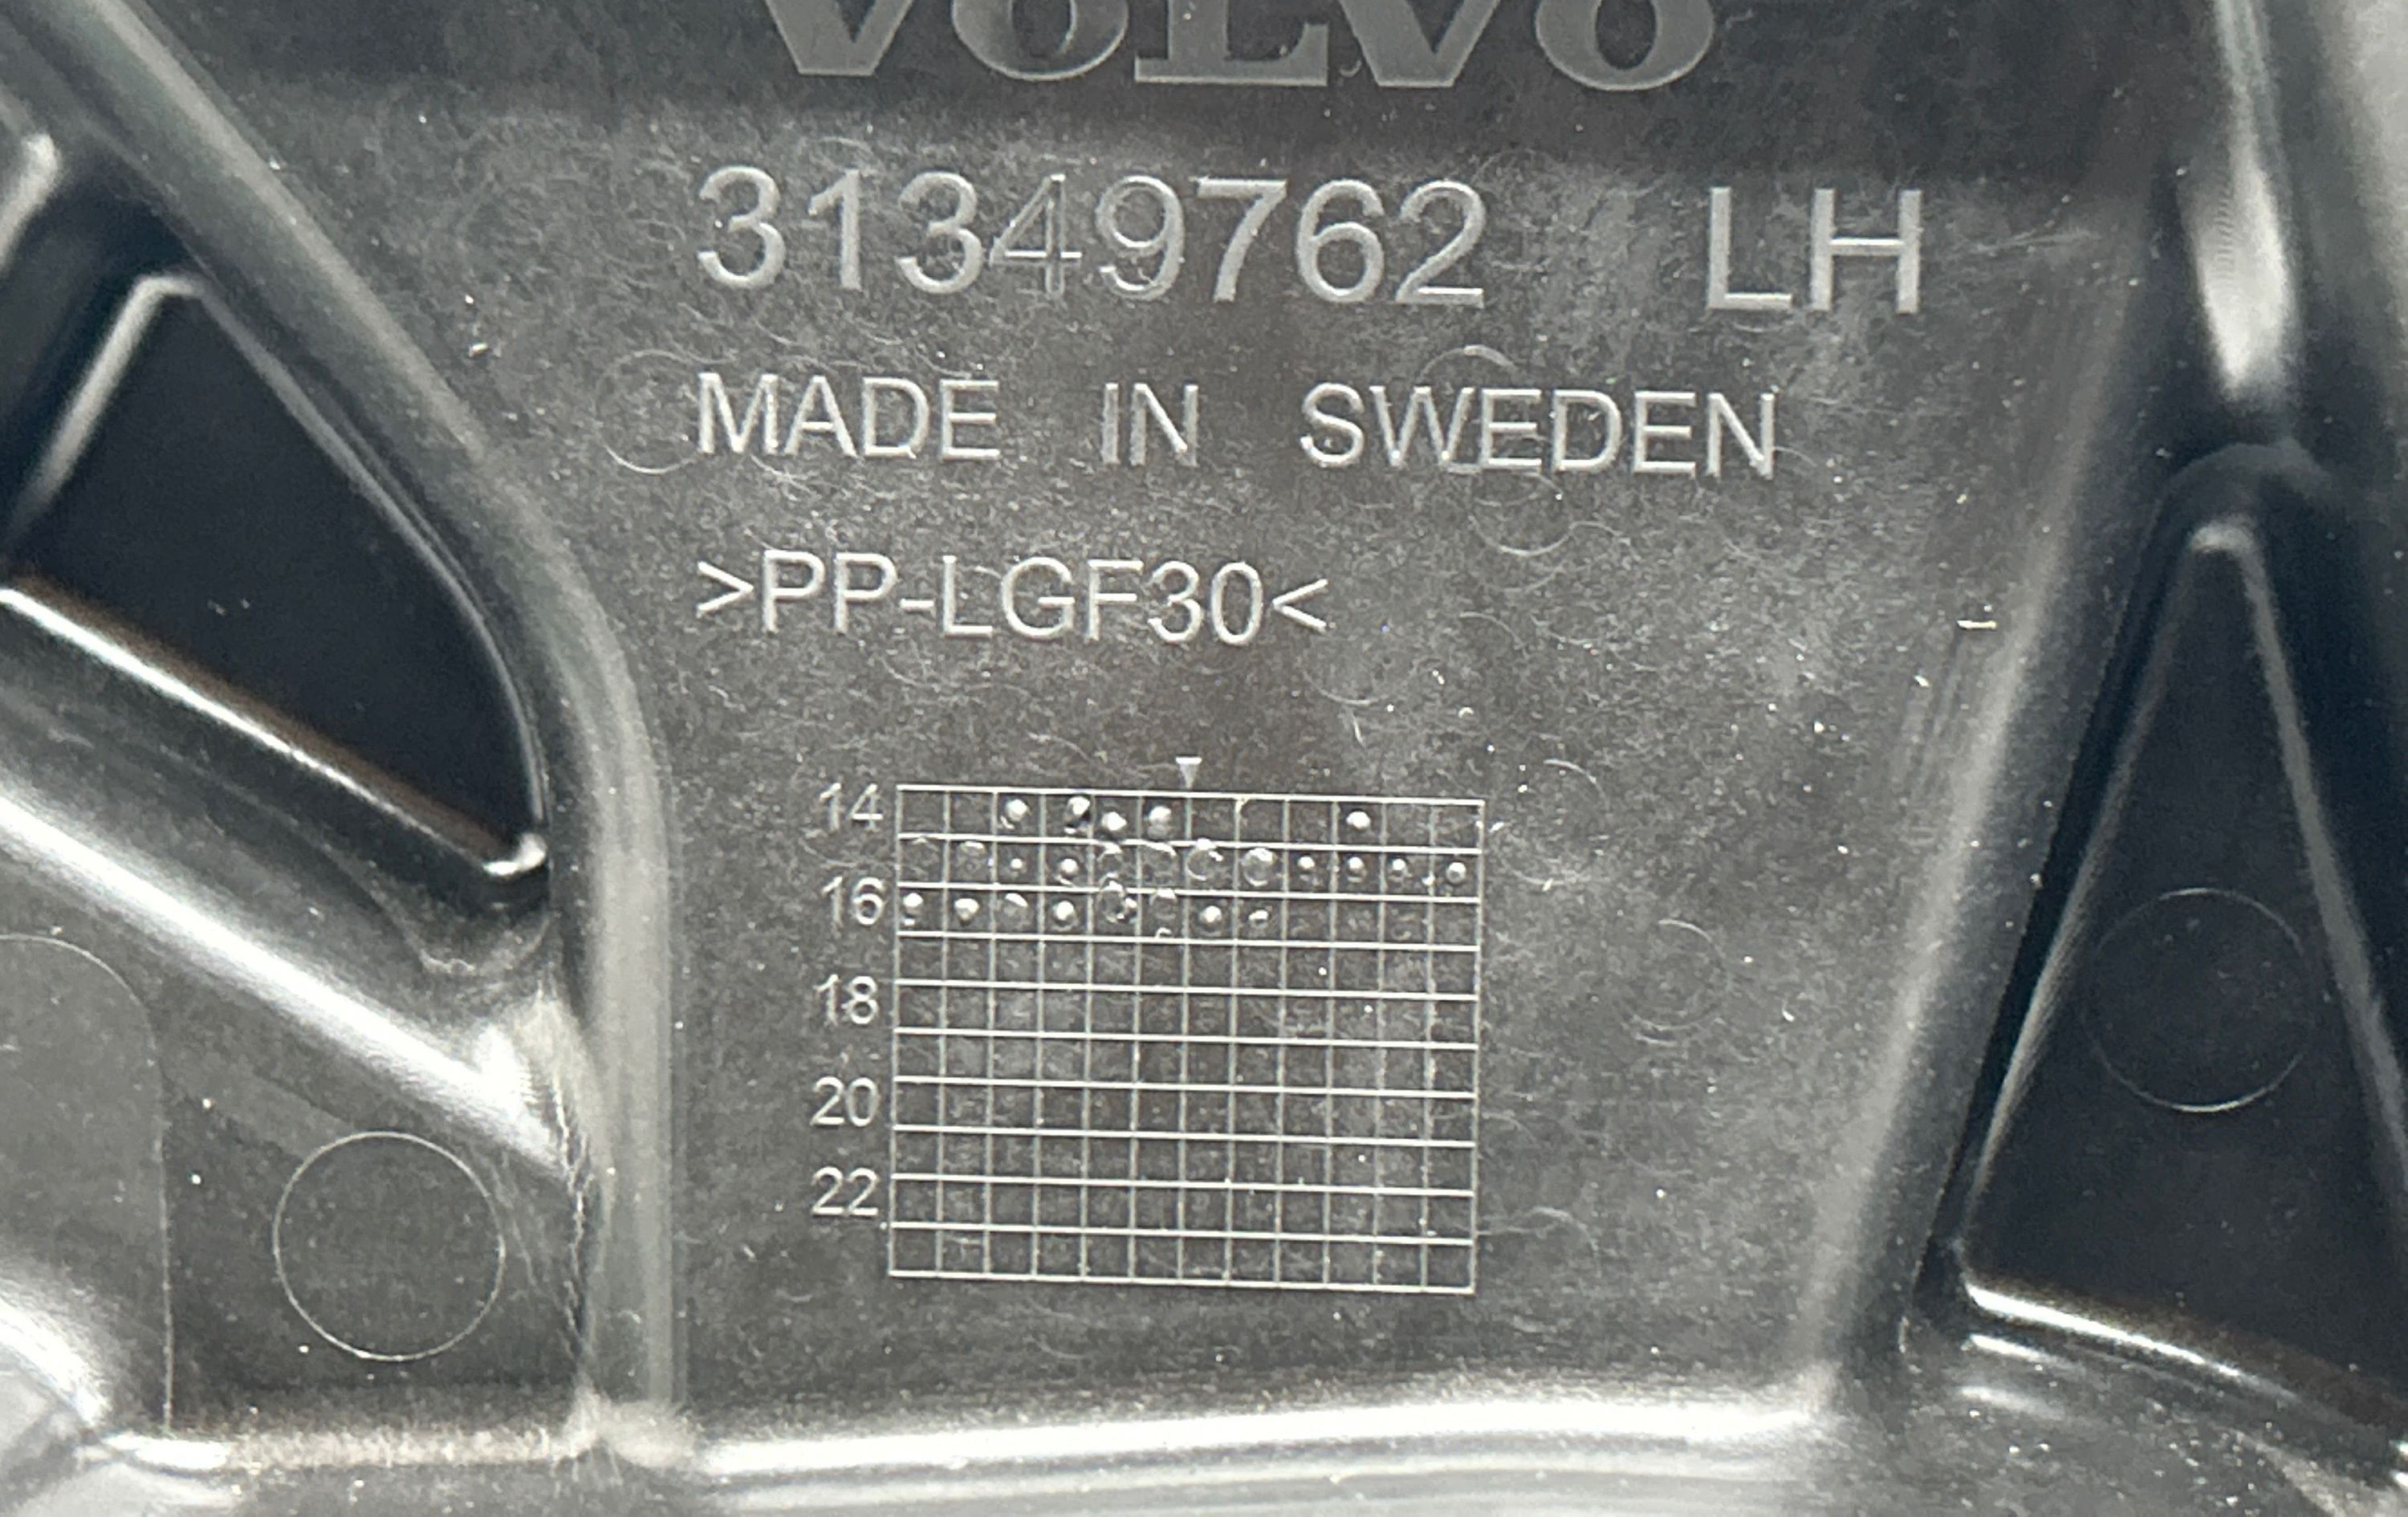 VOLVO
31349762 LH
MADE IN SWEDEN
>PP-LGF30<
14
16
18
20
22